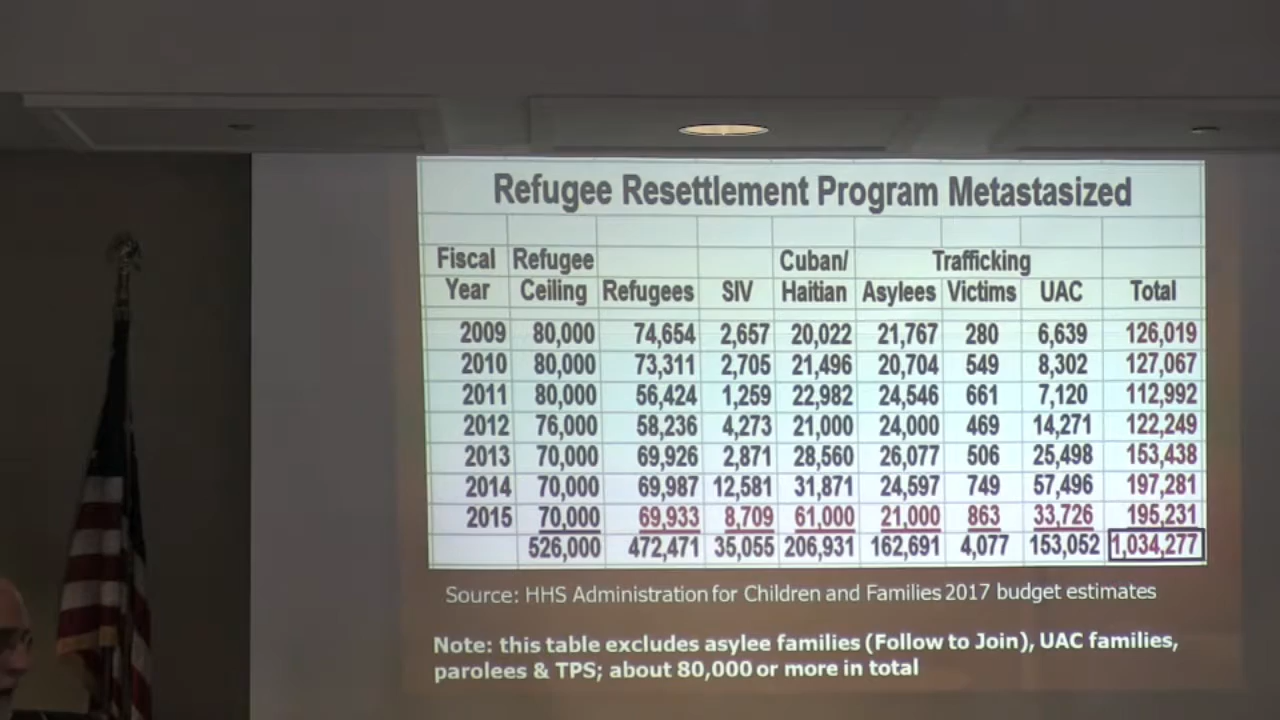 Refugee Resettlement Program Metastasized
Fiscal Refugee Cuban/ Trafficking
Year Ceiling Refugees SIV Haitian Asylees Victims UAC Total
2009 80,000 74,654 2,657 20,022 21,767 280 6,639 126,019
2010 80,000 73,311 2,705 21,496 20,704 549 8,302 127,067
2011 80,000 56,424 1,259 22,982 24,546 661 7,120 112,992
2012 76,000 58,236 4,273 21,000 24,000 469 14,271 122,249
2013 70,000 69,926 2,871 28,560 26,077 506 25,498 153,438
2014 70,000 69,987 12,581 31,871 24,597 749 57,496 197,281
2015 70,000 69,933 8,709 61,000 21,000 863 33,726 195,231
526,000 472,471 35,055 206,931 162,691 4,077 153,052 1,034,277
Source: HHS Administration for Children and Families 2017 budget estimates
Note: this table excludes asylee families (Follow to Join), UAC families,
parolees & TPS; about 80,000 or more in total